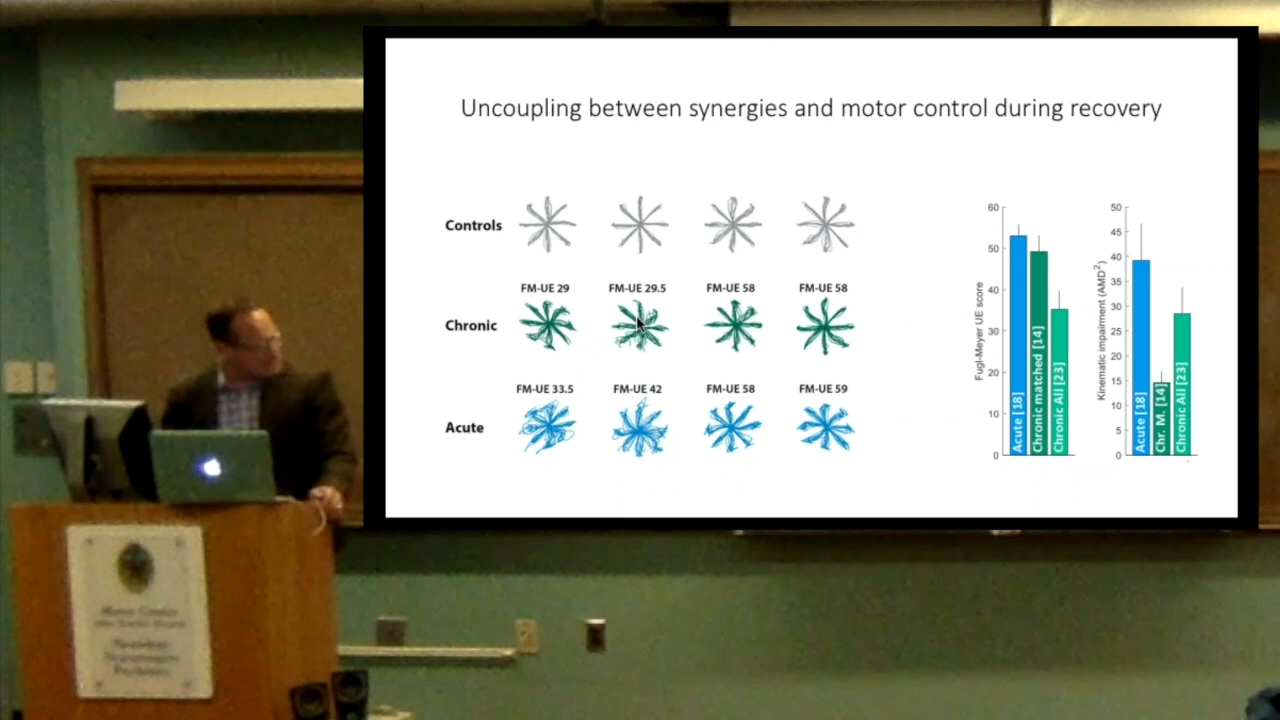 Uncoupling between synergies and motor control during recovery
Controls
FM-UE 29 FM-UE 29.5 FM-UE 58 FM-UE 58
Chronic
FM-UE 33.5 FM-UE 42 FM-UE 58 FM-UE 59
Acute
Fugl-Meyer UE score
60
50
40
30
20
10
0
Acute [18]
Chronic matched [14]
Chronic All [23]
Kinematic impairment (AMD²)
50
45
40
35
30
25
20
15
10
5
0
Acute [18]
Chr. M. [14]
Chronic All [23]